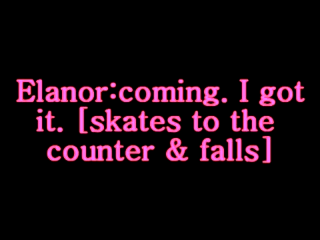 Elanor:coming. I got
it. [skates to the
counter & falls]